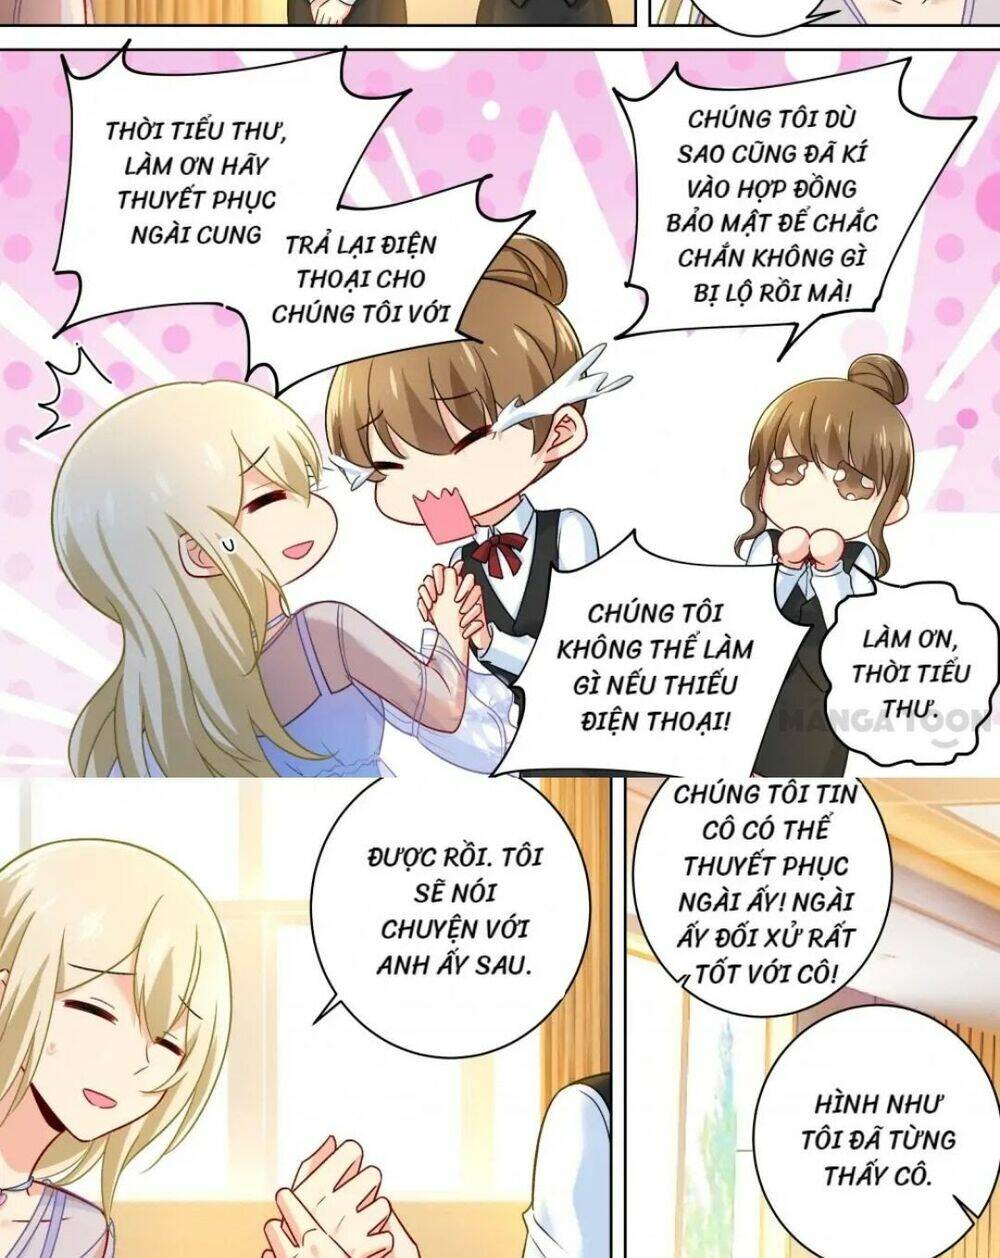 THỜI TIỂU THƯ,
LÀM ƠN HÃY
THUYẾT PHỤC
NGÀI CUNG
TRẢ LẠI ĐIỆN
THOẠI CHO
CHÚNG TÔI VỚI
CHÚNG TÔI DÙ
SAO CŨNG ĐÃ KÍ
VÀO HỢP ĐỒNG
BẢO MẬT ĐỂ CHẮC
CHẮN KHÔNG GÌ
BỊ LỘ RỒI MÀ!
CHÚNG TÔI
KHÔNG THỂ LÀM
GÌ NẾU THIẾU
ĐIỆN THOẠI!
LÀM ƠN,
THỜI TIỂU
THƯ.
MANGATOON
ĐƯỢC RỒI. TÔI
SẼ NÓI
CHUYỆN VỚI
ANH ẤY SAU.
CHÚNG TÔI TIN
CÔ CÓ THỂ
THUYẾT PHỤC
NGÀI ẤY! NGÀI
ẤY ĐỐI XỬ RẤT
TỐT VỚI CÔ!
HÌNH NHƯ
TÔI ĐÃ TỪNG
THẤY CÔ.